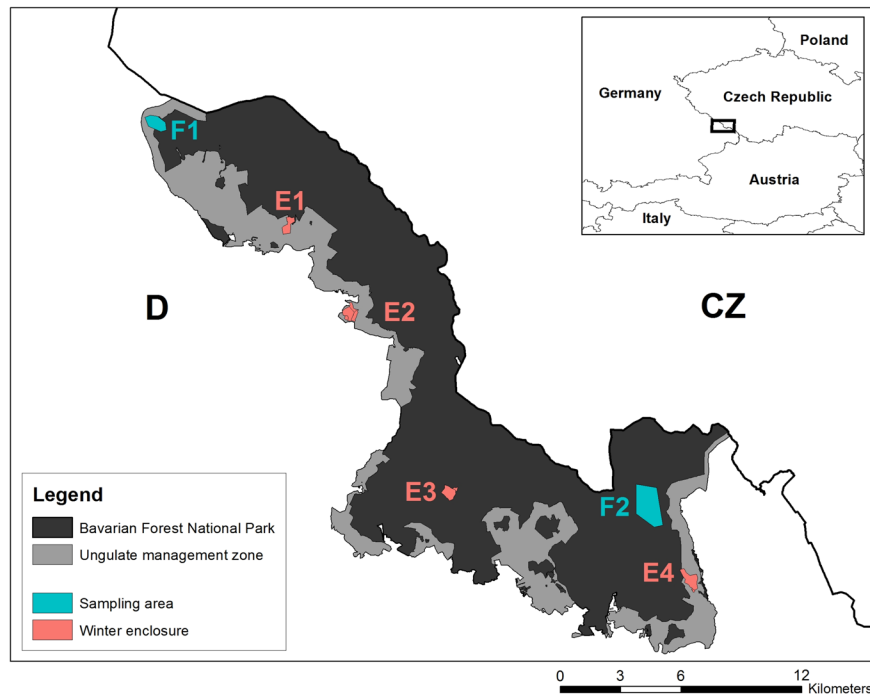 Poland
Germany
Czech Republic
Austria
Italy
F1
E1
D
E2
CZ
E3
F2
E4
Legend
Bavarian Forest National Park
Ungulate management zone
Sampling area
Winter enclosure
0 3 6 12
Kilometers